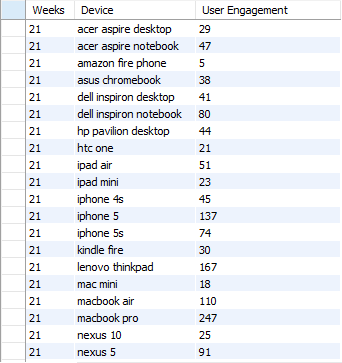 Weeks Device User Engagement
21 acer aspire desktop 29
21 acer aspire notebook 47
21 amazon fire phone 5
21 asus chromebook 38
21 dell inspiron desktop 41
21 dell inspiron notebook 80
21 hp pavilion desktop 44
21 htc one 21
21 ipad air 51
21 ipad mini 23
21 iphone 4s 45
21 iphone 5 137
21 iphone 5s 74
21 kindle fire 30
21 lenovo thinkpad 167
21 mac mini 18
21 macbook air 110
21 macbook pro 247
21 nexus 10 25
21 nexus 5 91